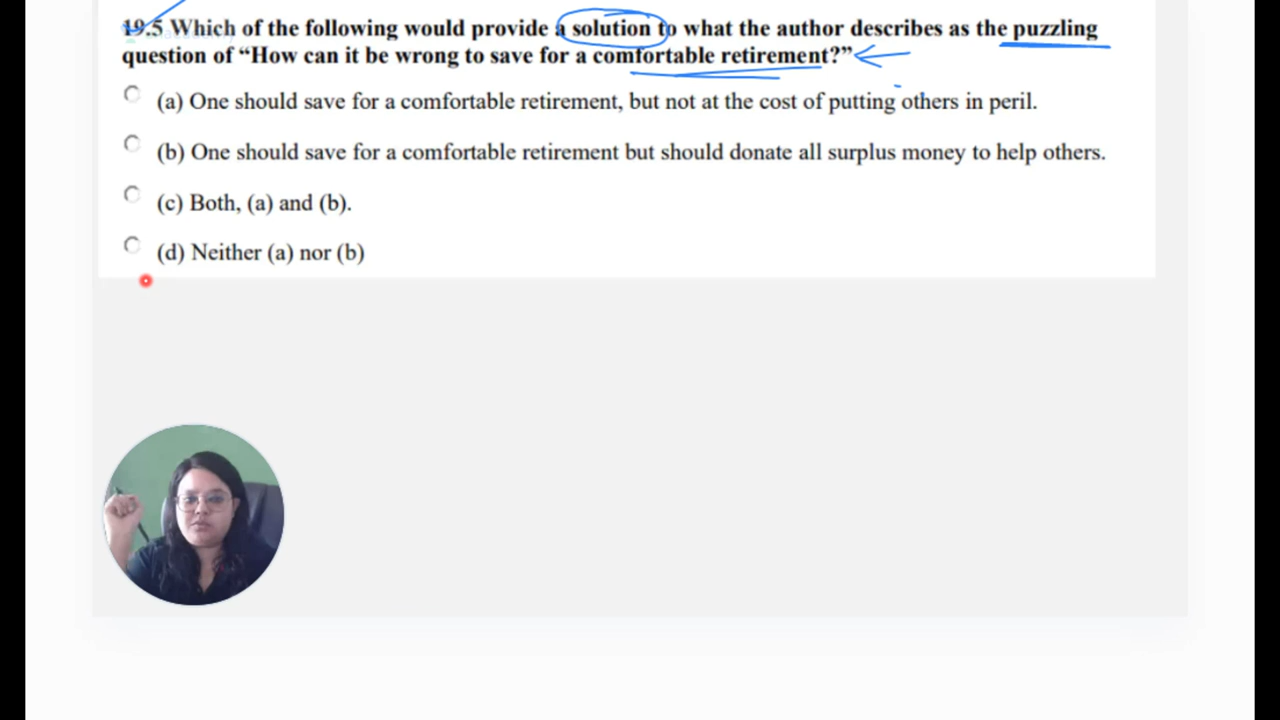 19.5 Which of the following would provide a solution to what the author describes as the puzzling
question of “How can it be wrong to save for a comfortable retirement?”
(a) One should save for a comfortable retirement, but not at the cost of putting others in peril.
(b) One should save for a comfortable retirement but should donate all surplus money to help others.
(c) Both, (a) and (b).
(d) Neither (a) nor (b)